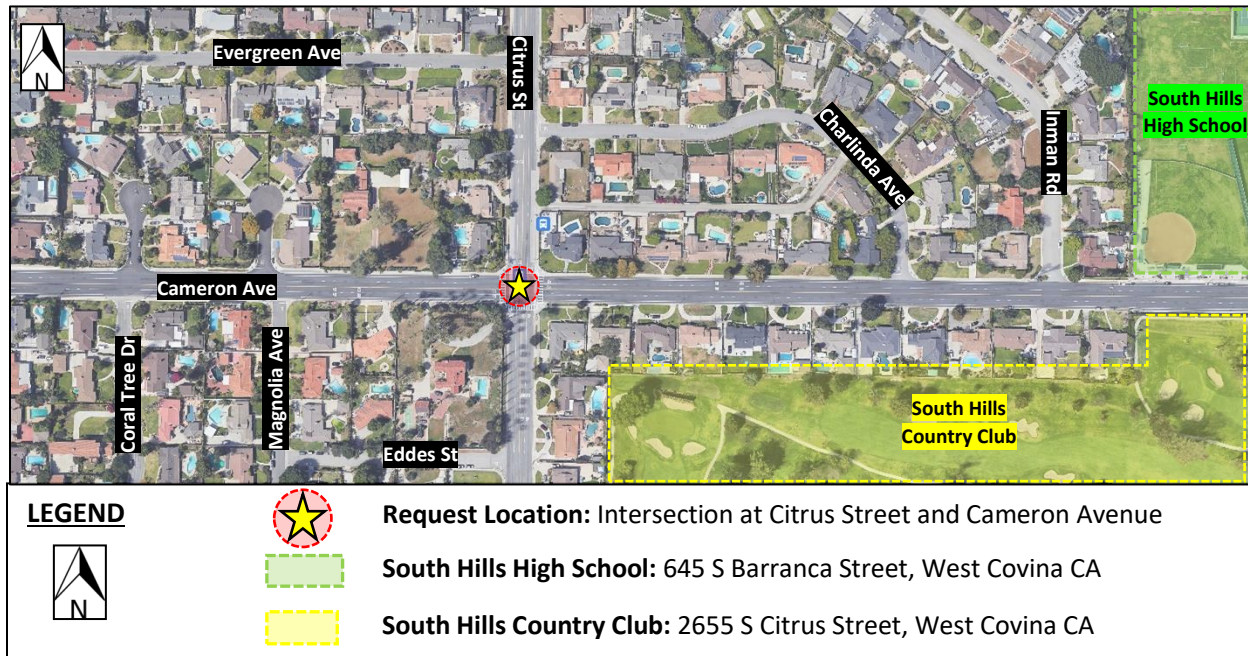 N
Evergreen Ave
Citrus St
Charlinda Ave
Inman Rd
South Hills
High School
Cameron Ave
Coral Tree Dr
Magnolia Ave
Eddes St
South Hills
Country Club
LEGEND
N
Request Location: Intersection at Citrus Street and Cameron Avenue
South Hills High School: 645 S Barranca Street, West Covina CA
South Hills Country Club: 2655 S Citrus Street, West Covina CA